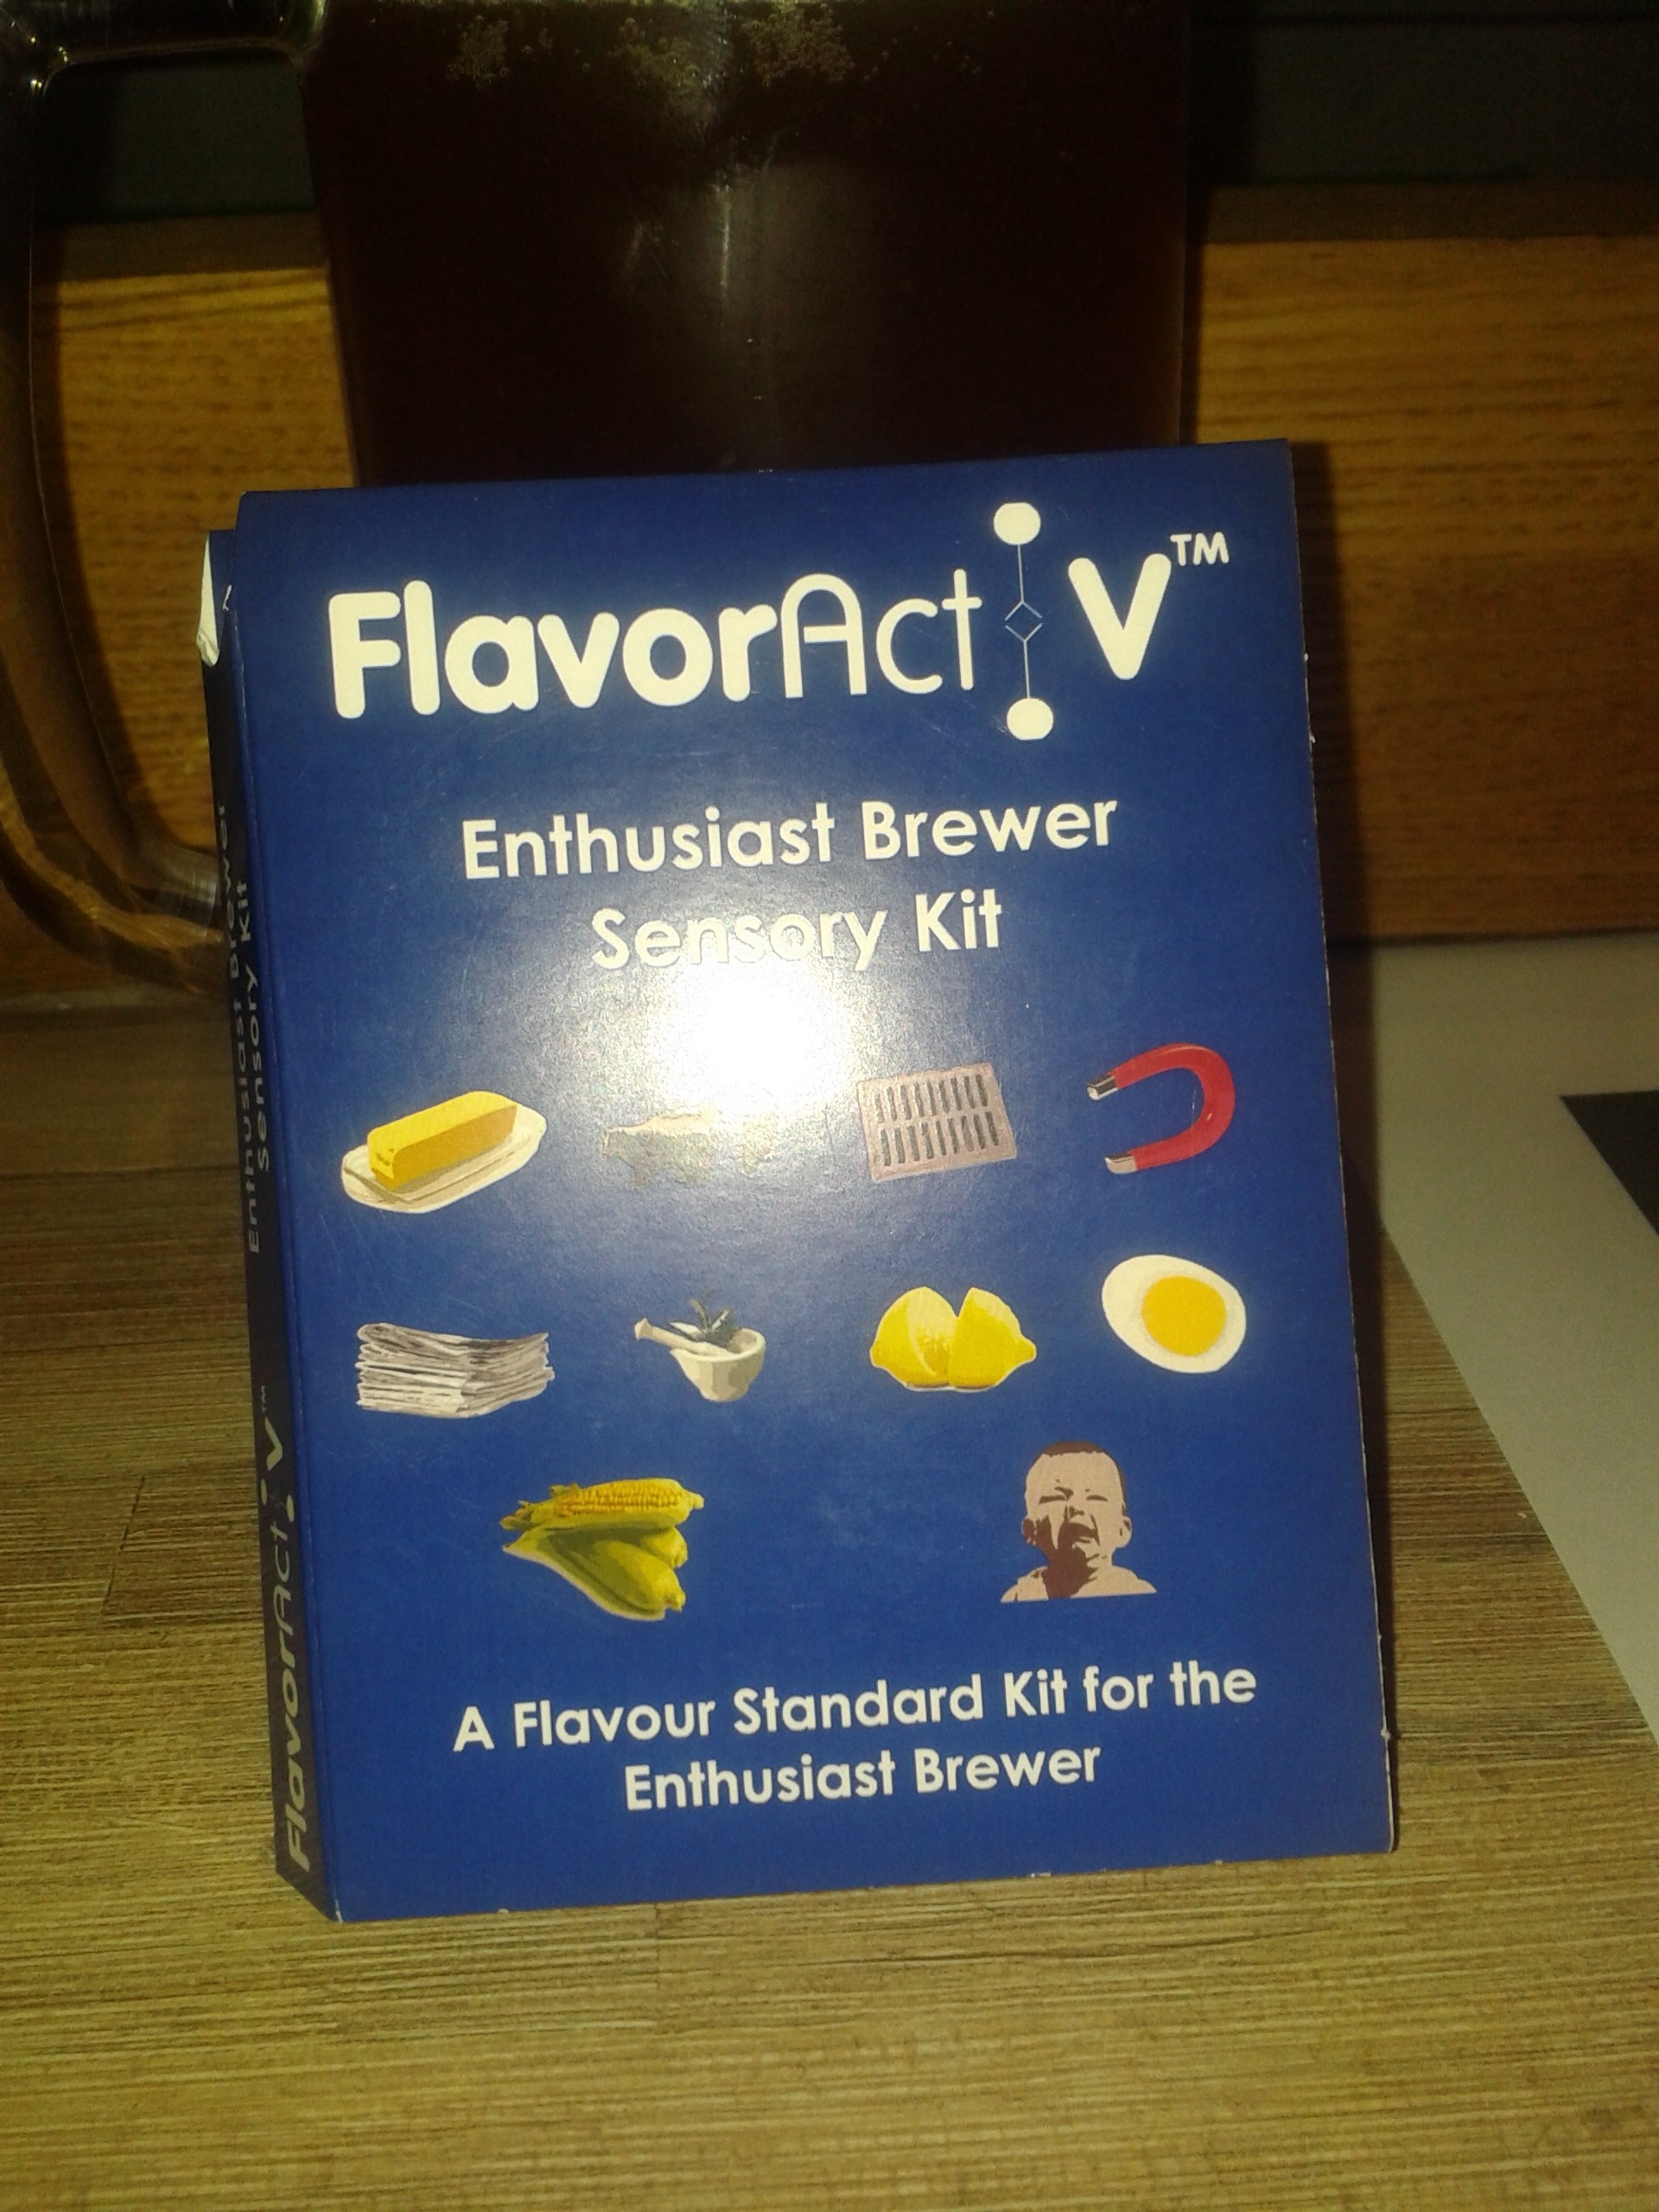 FlavorActiV™
Enthusiast Brewer
Sensory Kit
A Flavour Standard Kit for the
Enthusiast Brewer
FlavorActiV™
Enthusiast Brewer
Sensory Kit